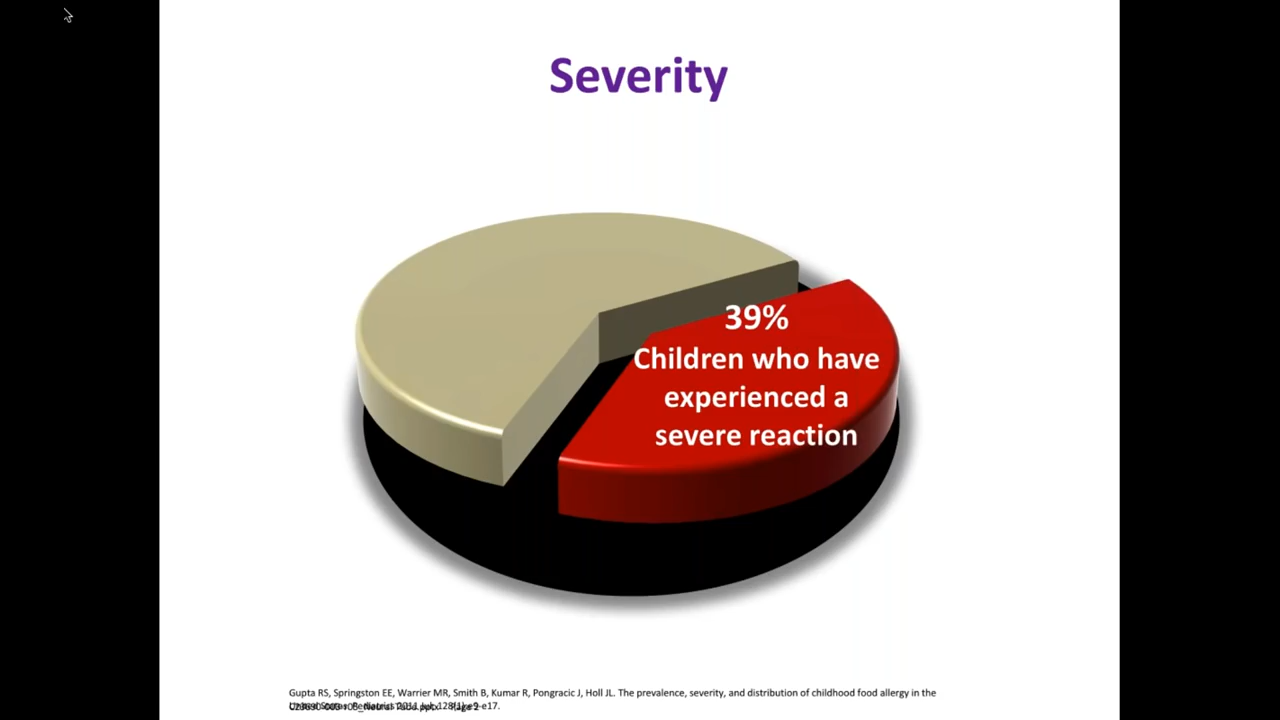 Severity
39%
Children who have
experienced a
severe reaction
Gupta RS, Springston EE, Warrier MR, Smith B, Kumar R, Pongracic J, Holl JL. The prevalence, severity, and distribution of childhood food allergy in the